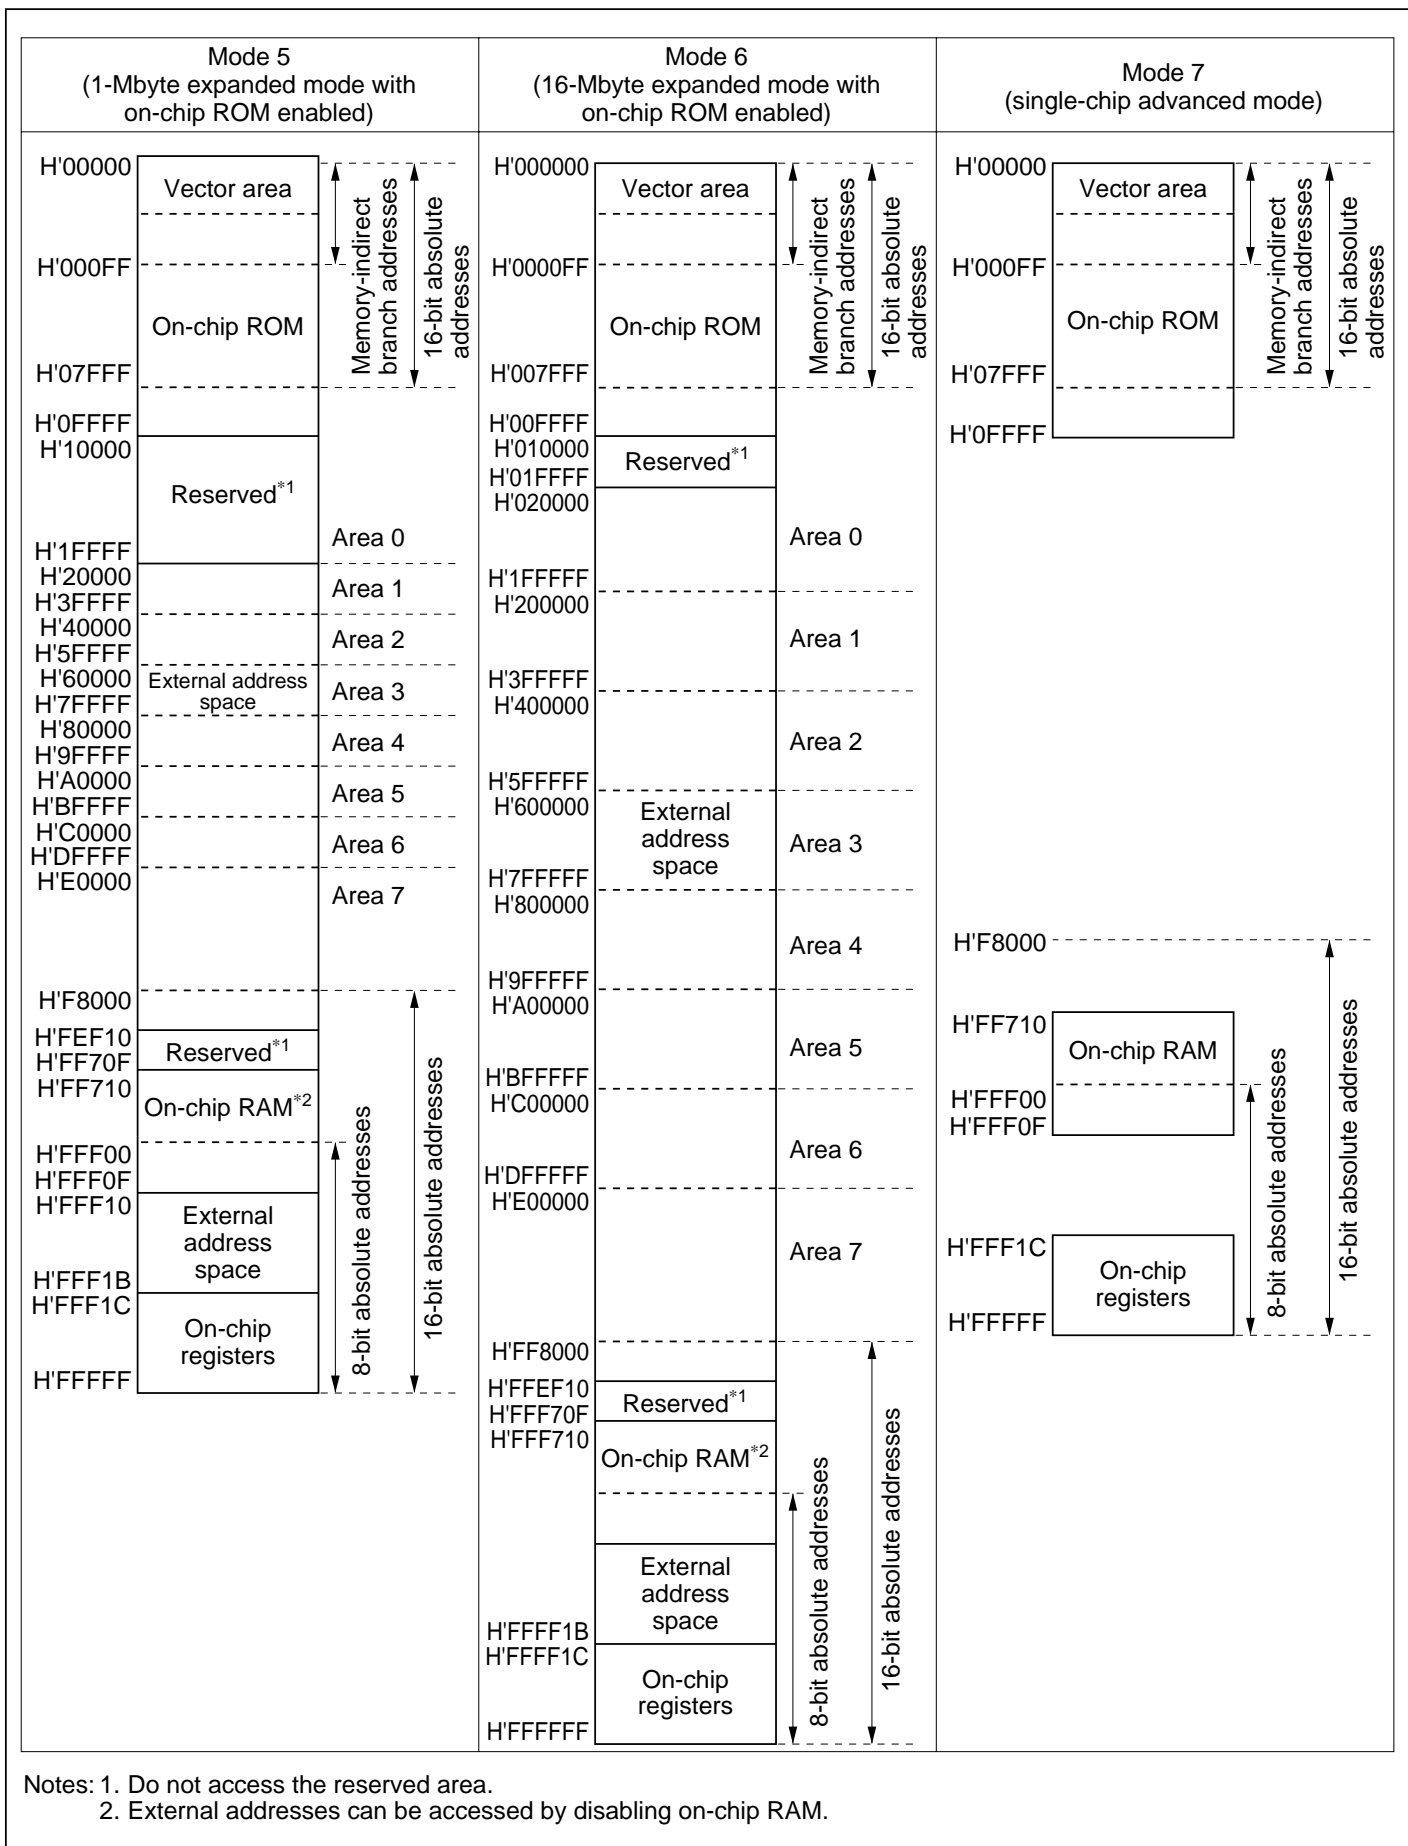 Mode 5
(1-Mbyte expanded mode with
on-chip ROM enabled)
H'00000
Vector area
H'000FF
On-chip ROM
H'07FFF
H'0FFFF
H'10000
Reserved*1
H'1FFFF
H'20000
H'3FFFF
H'40000
H'5FFFF
H'60000
External address
space
H'7FFFF
H'80000
H'9FFFF
H'A0000
H'BFFFF
H'C0000
H'DFFFF
H'E0000
H'F8000
H'FEF10
Reserved*1
H'FF70F
H'FF710
On-chip RAM*2
H'FFF00
H'FFF0F
H'FFF10
External
address
space
H'FFF1B
H'FFF1C
On-chip
registers
H'FFFFF
Memory-indirect
branch addresses
16-bit absolute
addresses
Area 0
Area 1
Area 2
Area 3
Area 4
Area 5
Area 6
Area 7
8-bit absolute addresses
16-bit absolute addresses
Mode 6
(16-Mbyte expanded mode with
on-chip ROM enabled)
H'000000
Vector area
H'0000FF
On-chip ROM
H'007FFF
H'00FFFF
H'010000
Reserved*1
H'01FFFF
H'020000
H'1FFFFF
H'200000
H'3FFFFF
H'400000
H'5FFFFF
H'600000
External
address
space
H'7FFFFF
H'800000
H'9FFFFF
H'A00000
H'BFFFFF
H'C00000
H'DFFFFF
H'E00000
H'FF8000
H'FFEF10
Reserved*1
H'FFF70F
H'FFF710
On-chip RAM*2
External
address
space
H'FFFF1B
H'FFFF1C
On-chip
registers
H'FFFFFF
Memory-indirect
branch addresses
16-bit absolute
addresses
Area 0
Area 1
Area 2
Area 3
Area 4
Area 5
Area 6
Area 7
8-bit absolute addresses
16-bit absolute addresses
Mode 7
(single-chip advanced mode)
H'00000
Vector area
H'000FF
On-chip ROM
H'07FFF
H'0FFFF
Memory-indirect
branch addresses
16-bit absolute
addresses
H'F8000
H'FF710
On-chip RAM
H'FFF00
H'FFF0F
H'FFF1C
On-chip
registers
H'FFFFF
8-bit absolute addresses
16-bit absolute addresses
Notes: 1. Do not access the reserved area.
2. External addresses can be accessed by disabling on-chip RAM.